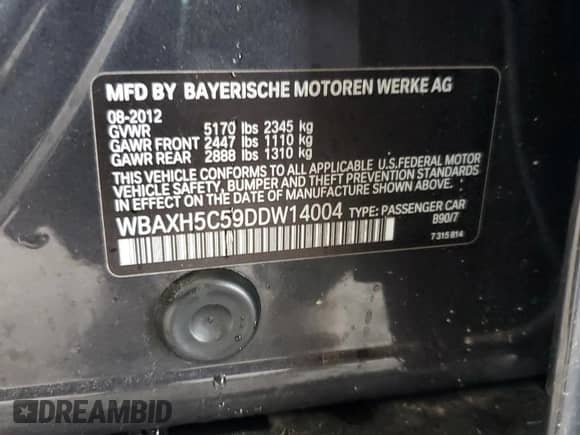 MFD BY BAYERISCHE MOTOREN WERKE AG
08-2012
GVWR 5170 lbs 2345 kg
GAWR FRONT 2447 lbs 1110 kg
GAWR REAR 2888 lbs 1310 kg
THIS VEHICLE CONFORMS TO ALL APPLICABLE U.S.FEDERAL MOTOR
VEHICLE SAFETY, BUMPER AND THEFT PREVENTION STANDARDS
IN EFFECT ON THE DATE OF MANUFACTURE SHOWN ABOVE.
WBAXH5C59DDW14004 TYPE: PASSENGER CAR
890/7
7 315 814
DREAMBID